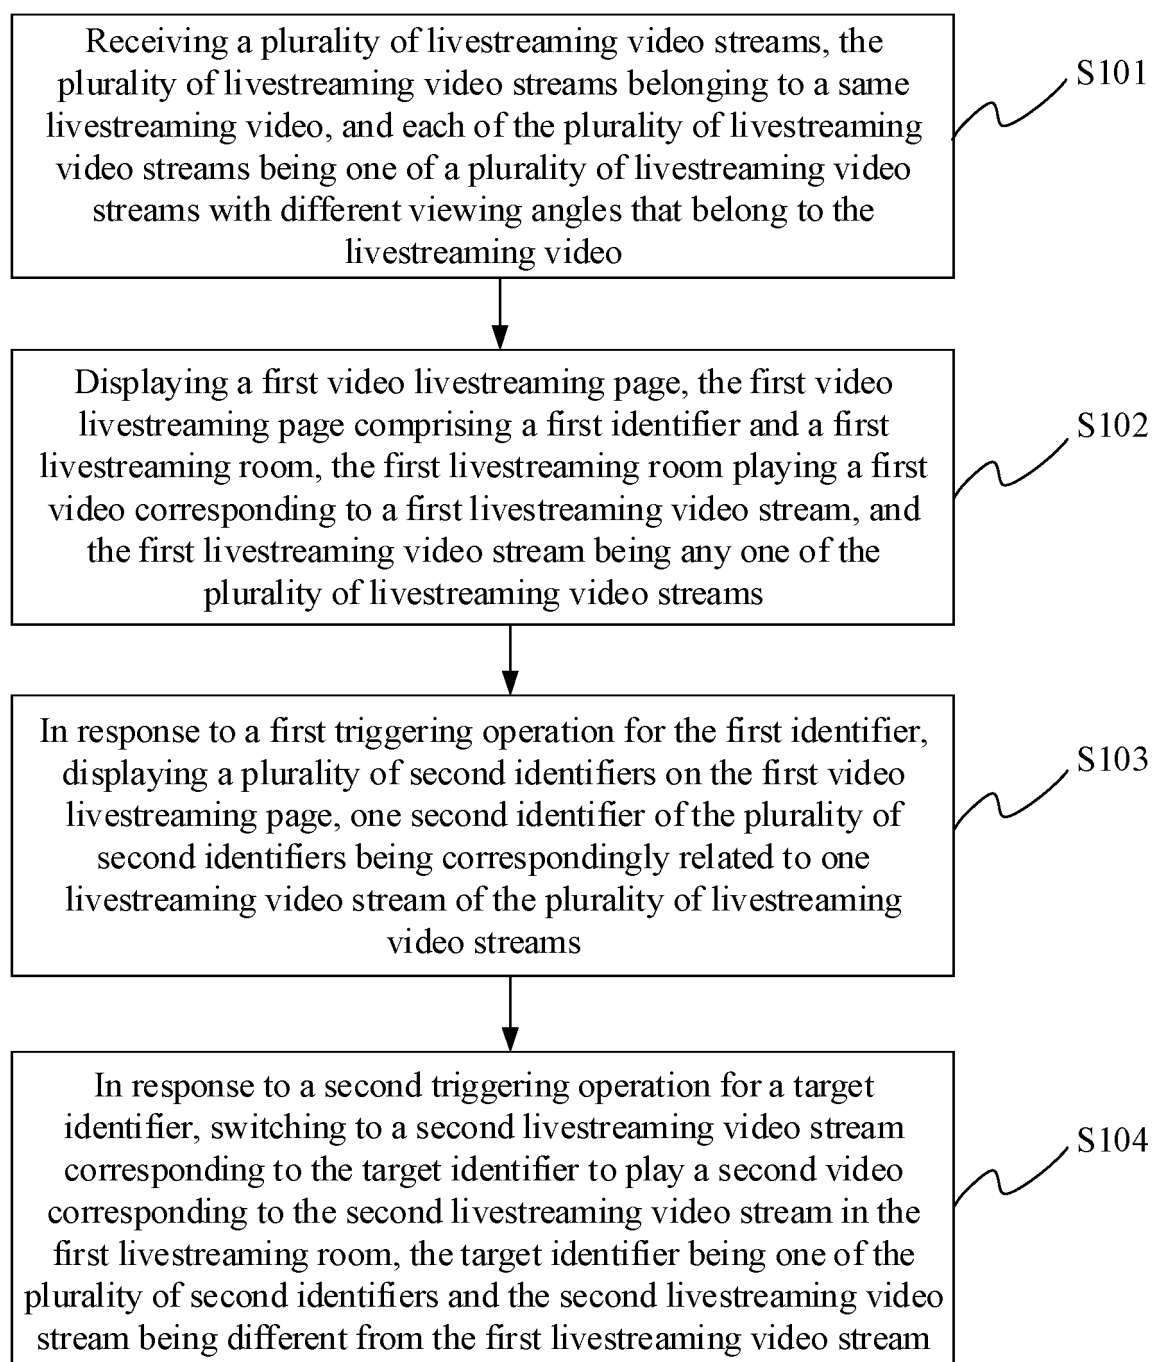 Receiving a plurality of livestreaming video streams, the
plurality of livestreaming video streams belonging to a same
livestreaming video, and each of the plurality of livestreaming
video streams being one of a plurality of livestreaming video
streams with different viewing angles that belong to the
livestreaming video
S101
Displaying a first video livestreaming page, the first video
livestreaming page comprising a first identifier and a first
livestreaming room, the first livestreaming room playing a first
video corresponding to a first livestreaming video stream, and
the first livestreaming video stream being any one of the
plurality of livestreaming video streams
S102
In response to a first triggering operation for the first identifier,
displaying a plurality of second identifiers on the first video
livestreaming page, one second identifier of the plurality of
second identifiers being correspondingly related to one
livestreaming video stream of the plurality of livestreaming
video streams
S103
In response to a second triggering operation for a target
identifier, switching to a second livestreaming video stream
corresponding to the target identifier to play a second video
corresponding to the second livestreaming video stream in the
first livestreaming room, the target identifier being one of the
plurality of second identifiers and the second livestreaming video
stream being different from the first livestreaming video stream
S104